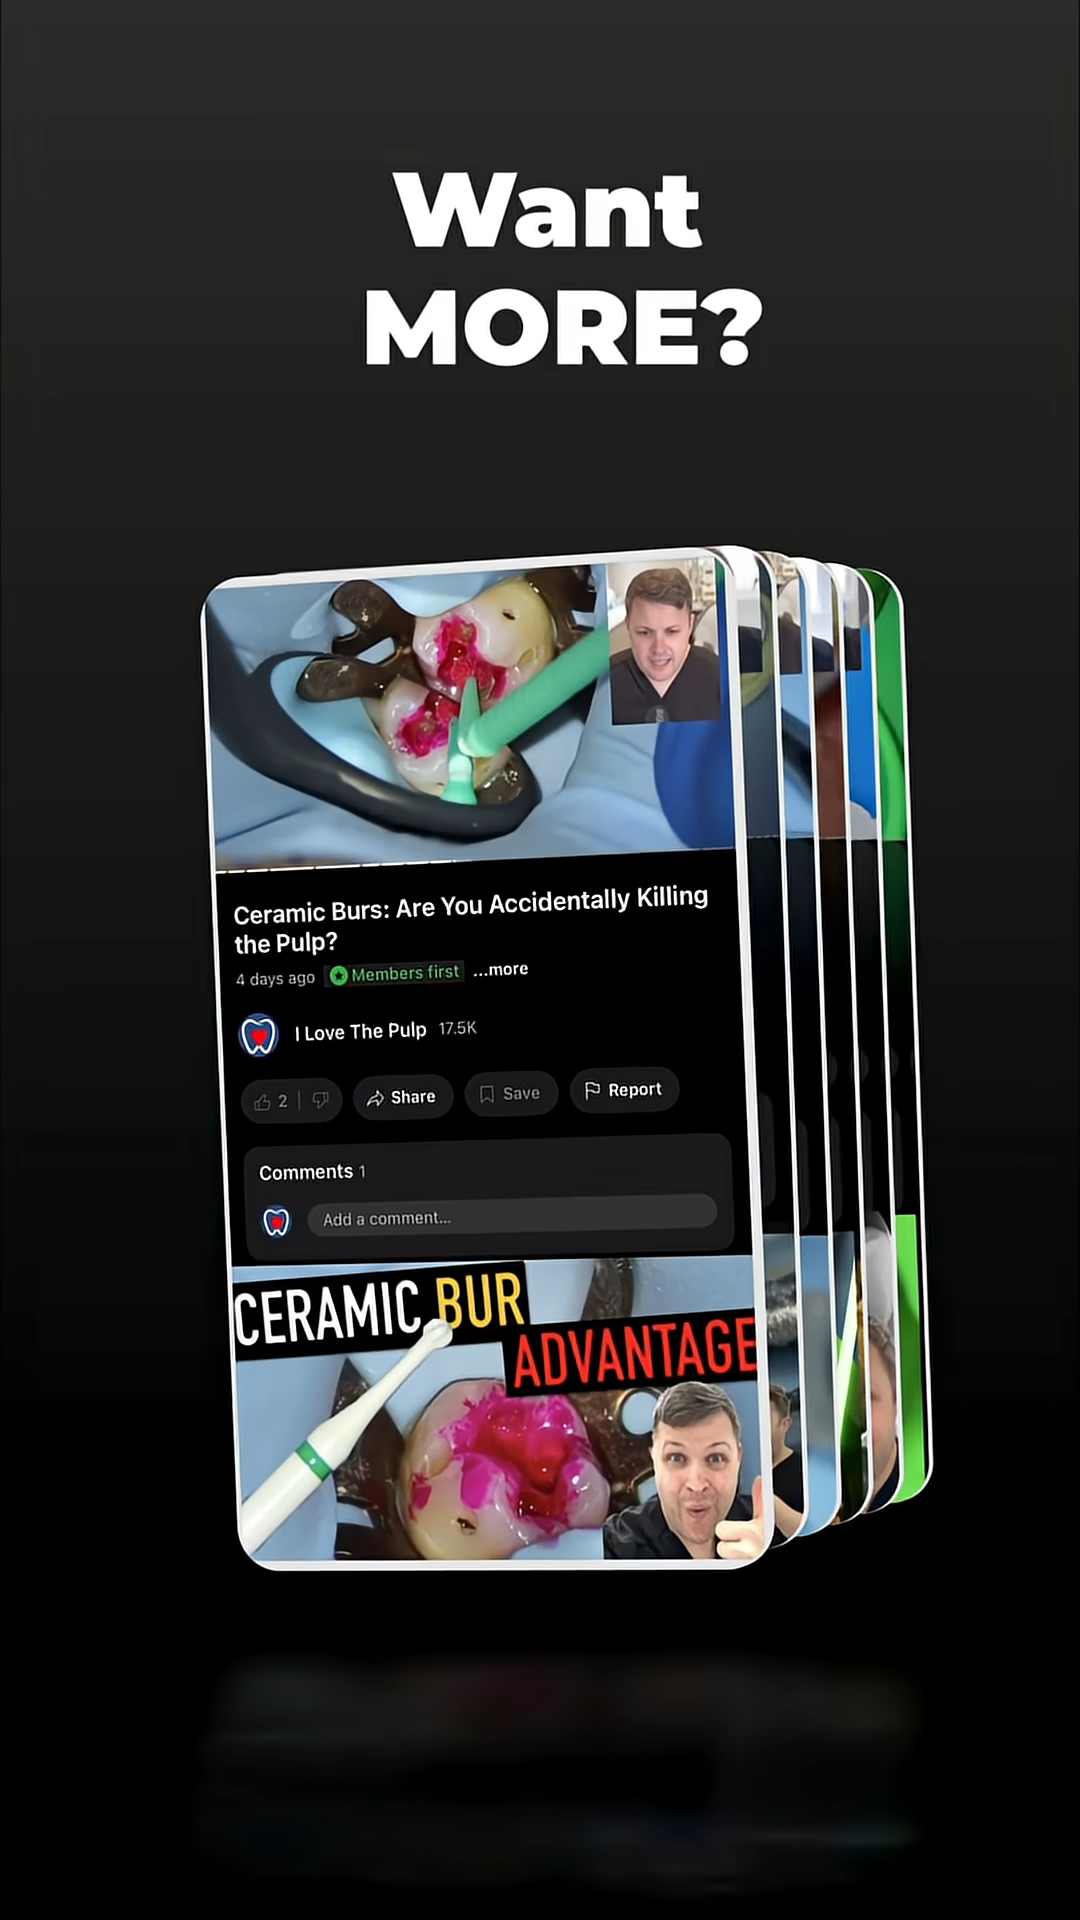 Want
MORE?
Ceramic Burs: Are You Accidentally Killing
the Pulp?
4 days ago Members first ...more
I Love The Pulp 17.5K
2 Share Save Report
Comments 1
Add a comment...
CERAMIC BUR
ADVANTAGE